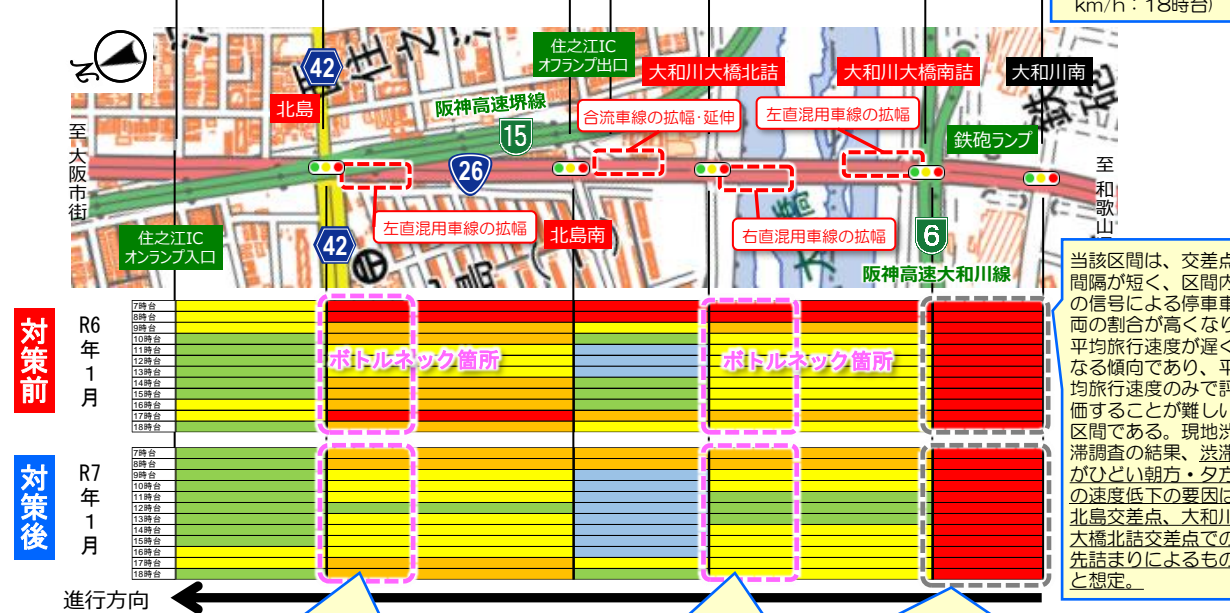 km/h：18時台)
住之江IC
オフランプ出口
42
大和川大橋北詰
大和川大橋南詰
大和川南
北島
阪神高速堺線
合流車線の拡幅・延伸
左直混用車線の拡幅
15
鉄砲ランプ
至大阪市街
26
至和歌山
左直混用車線の拡幅
北島南
右直混用車線の拡幅
住之江IC
オンランプ入口
42
6
阪神高速大和川線
対策前
R6年1月
7時台
8時台
9時台
10時台
11時台
12時台
13時台
14時台
15時台
16時台
17時台
18時台
ボトルネック箇所
ボトルネック箇所
対策後
R7年1月
7時台
8時台
9時台
10時台
11時台
12時台
13時台
14時台
15時台
16時台
17時台
18時台
進行方向
当該区間は、交差点
間隔が短く、区間内
の信号による停車車
両の割合が高くなり
平均旅行速度が遅く
なる傾向であり、平
均旅行速度のみで評
価することが難しい
区間である。現地渋
滞調査の結果、渋滞
がひどい朝方・夕方
の速度低下の要因は
北島交差点、大和川
大橋北詰交差点での
先詰まりによるもの
と想定。